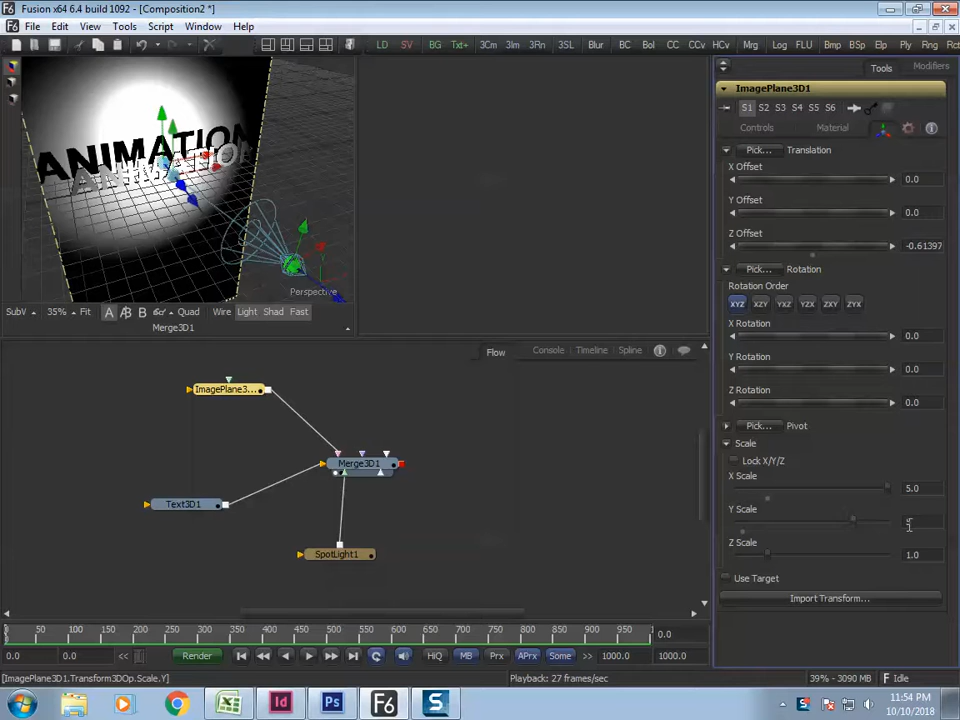 Fusion x64 6.4 build 1092 - [Composition2 *]
File Edit View Tools Script Window Help
LD SV BG Txt+ 3Cm 3Im 3Rn 3SL Blur BC Bol CC CCv HCv Mrg Log FLU Bmp BSp Elp Ply Rng Rct
Tools Modifiers
ImagePlane3D1
S1 S2 S3 S4 S5 S6
Controls Material
Pick... Translation
X Offset
0.0
Y Offset
0.0
Z Offset
-0.61397
Pick... Rotation
Rotation Order
XYZ XZY YXZ YZX ZXY ZYX
X Rotation
0.0
Y Rotation
0.0
Z Rotation
0.0
Pick... Pivot
Scale
Lock X/Y/Z
X Scale
5.0
Y Scale
Z Scale
1.0
Use Target
Import Transform...
ANIMATION
ANIMATION
Perspective
SubV 35% Fit A B Quad Wire Light Shad Fast
Merge3D1
Flow Console Timeline Spline
ImagePlane3...
Merge3D1
Text3D1
SpotLight1
0 50 100 150 200 250 300 350 400 450 500 550 600 650 700 750 800 850 900 950 0.0
0.0 0.0 << Render HiQ MB Prx APrx Some >> 1000.0 1000.0
[ImagePlane3D1.Transform3DOp.Scale.Y] Playback: 27 frames/sec 39% - 3090 MB Idle
11:54 PM
10/10/2018